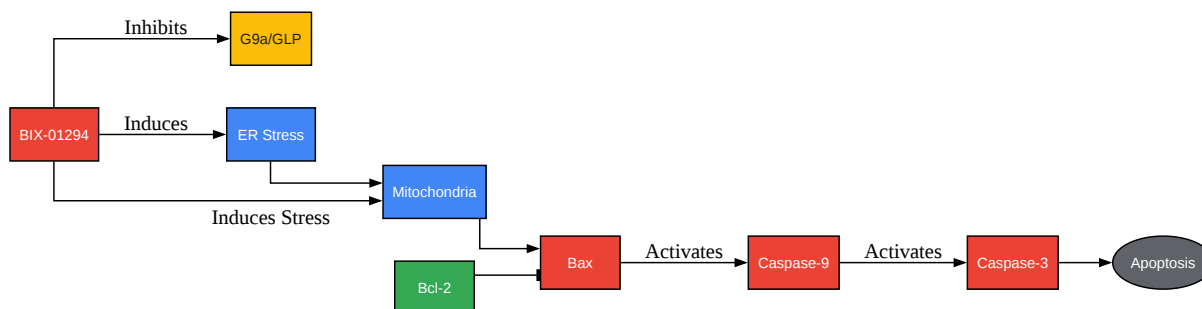 Inhibits
G9a/GLP
BIX-01294
Induces
ER Stress
Mitochondria
Induces Stress
Bax
Activates
Caspase-9
Activates
Caspase-3
Apoptosis
Bcl-2